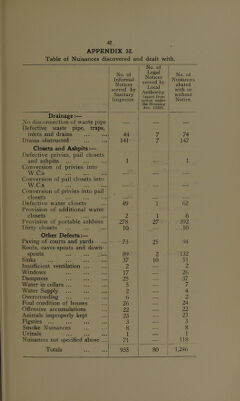 42
APPENDIX 32.
Table of Nuisances discovered and dealt with.
No. of Informal Notices served by Sanitary Inspector.
No. of Legal Notices served by Local Authority.
No. of Nuisances abated with or without Notice.
Drainage:—
No disconnection of waste pipe — — —
Defective waste pipe, traps,
inlets and drains ... 44 7 74
Drains obstructed ... 141 7 147
Closets and Ashpits:—
Defective privies, pail closets
and ashpits ... 1 — 1
Conversion of privies into
W.C.s — — —
Conversion of pail closets into
W.C.s — — —
Conversion of privies into pail
closets — — —
Defective water closets 49 1 62
Provision of additional water
closets ... 2 1 6
Provision of portable ashbins 278 27 392
Dirty closets ... 10 — 10
Other Defects:—
Paving of courts and yards 75 25 94
Roofs, eaves-spouts and down-
spouts ... 89 2 132
Sinks ... 37 10 51
Insufficient ventilation ... 2 — 2
Windows ... 17 — 26
Dampness ... 25 — 37
Water in cellars ... 5 — 7
Water Supply ... 2 — 4
Overcrowding ... 6 — 2
Foul condition of houses 26 — 24
Offensive accumulations 22 — 22
Animals improperly kept 23 — 23
Pigsties ... 3 — 3
Smoke Nuisances ... 8 — 8
Urinals ... 1 — 1
Nuisances not specified above 71 — 118
Totals ... 935 80 1,246